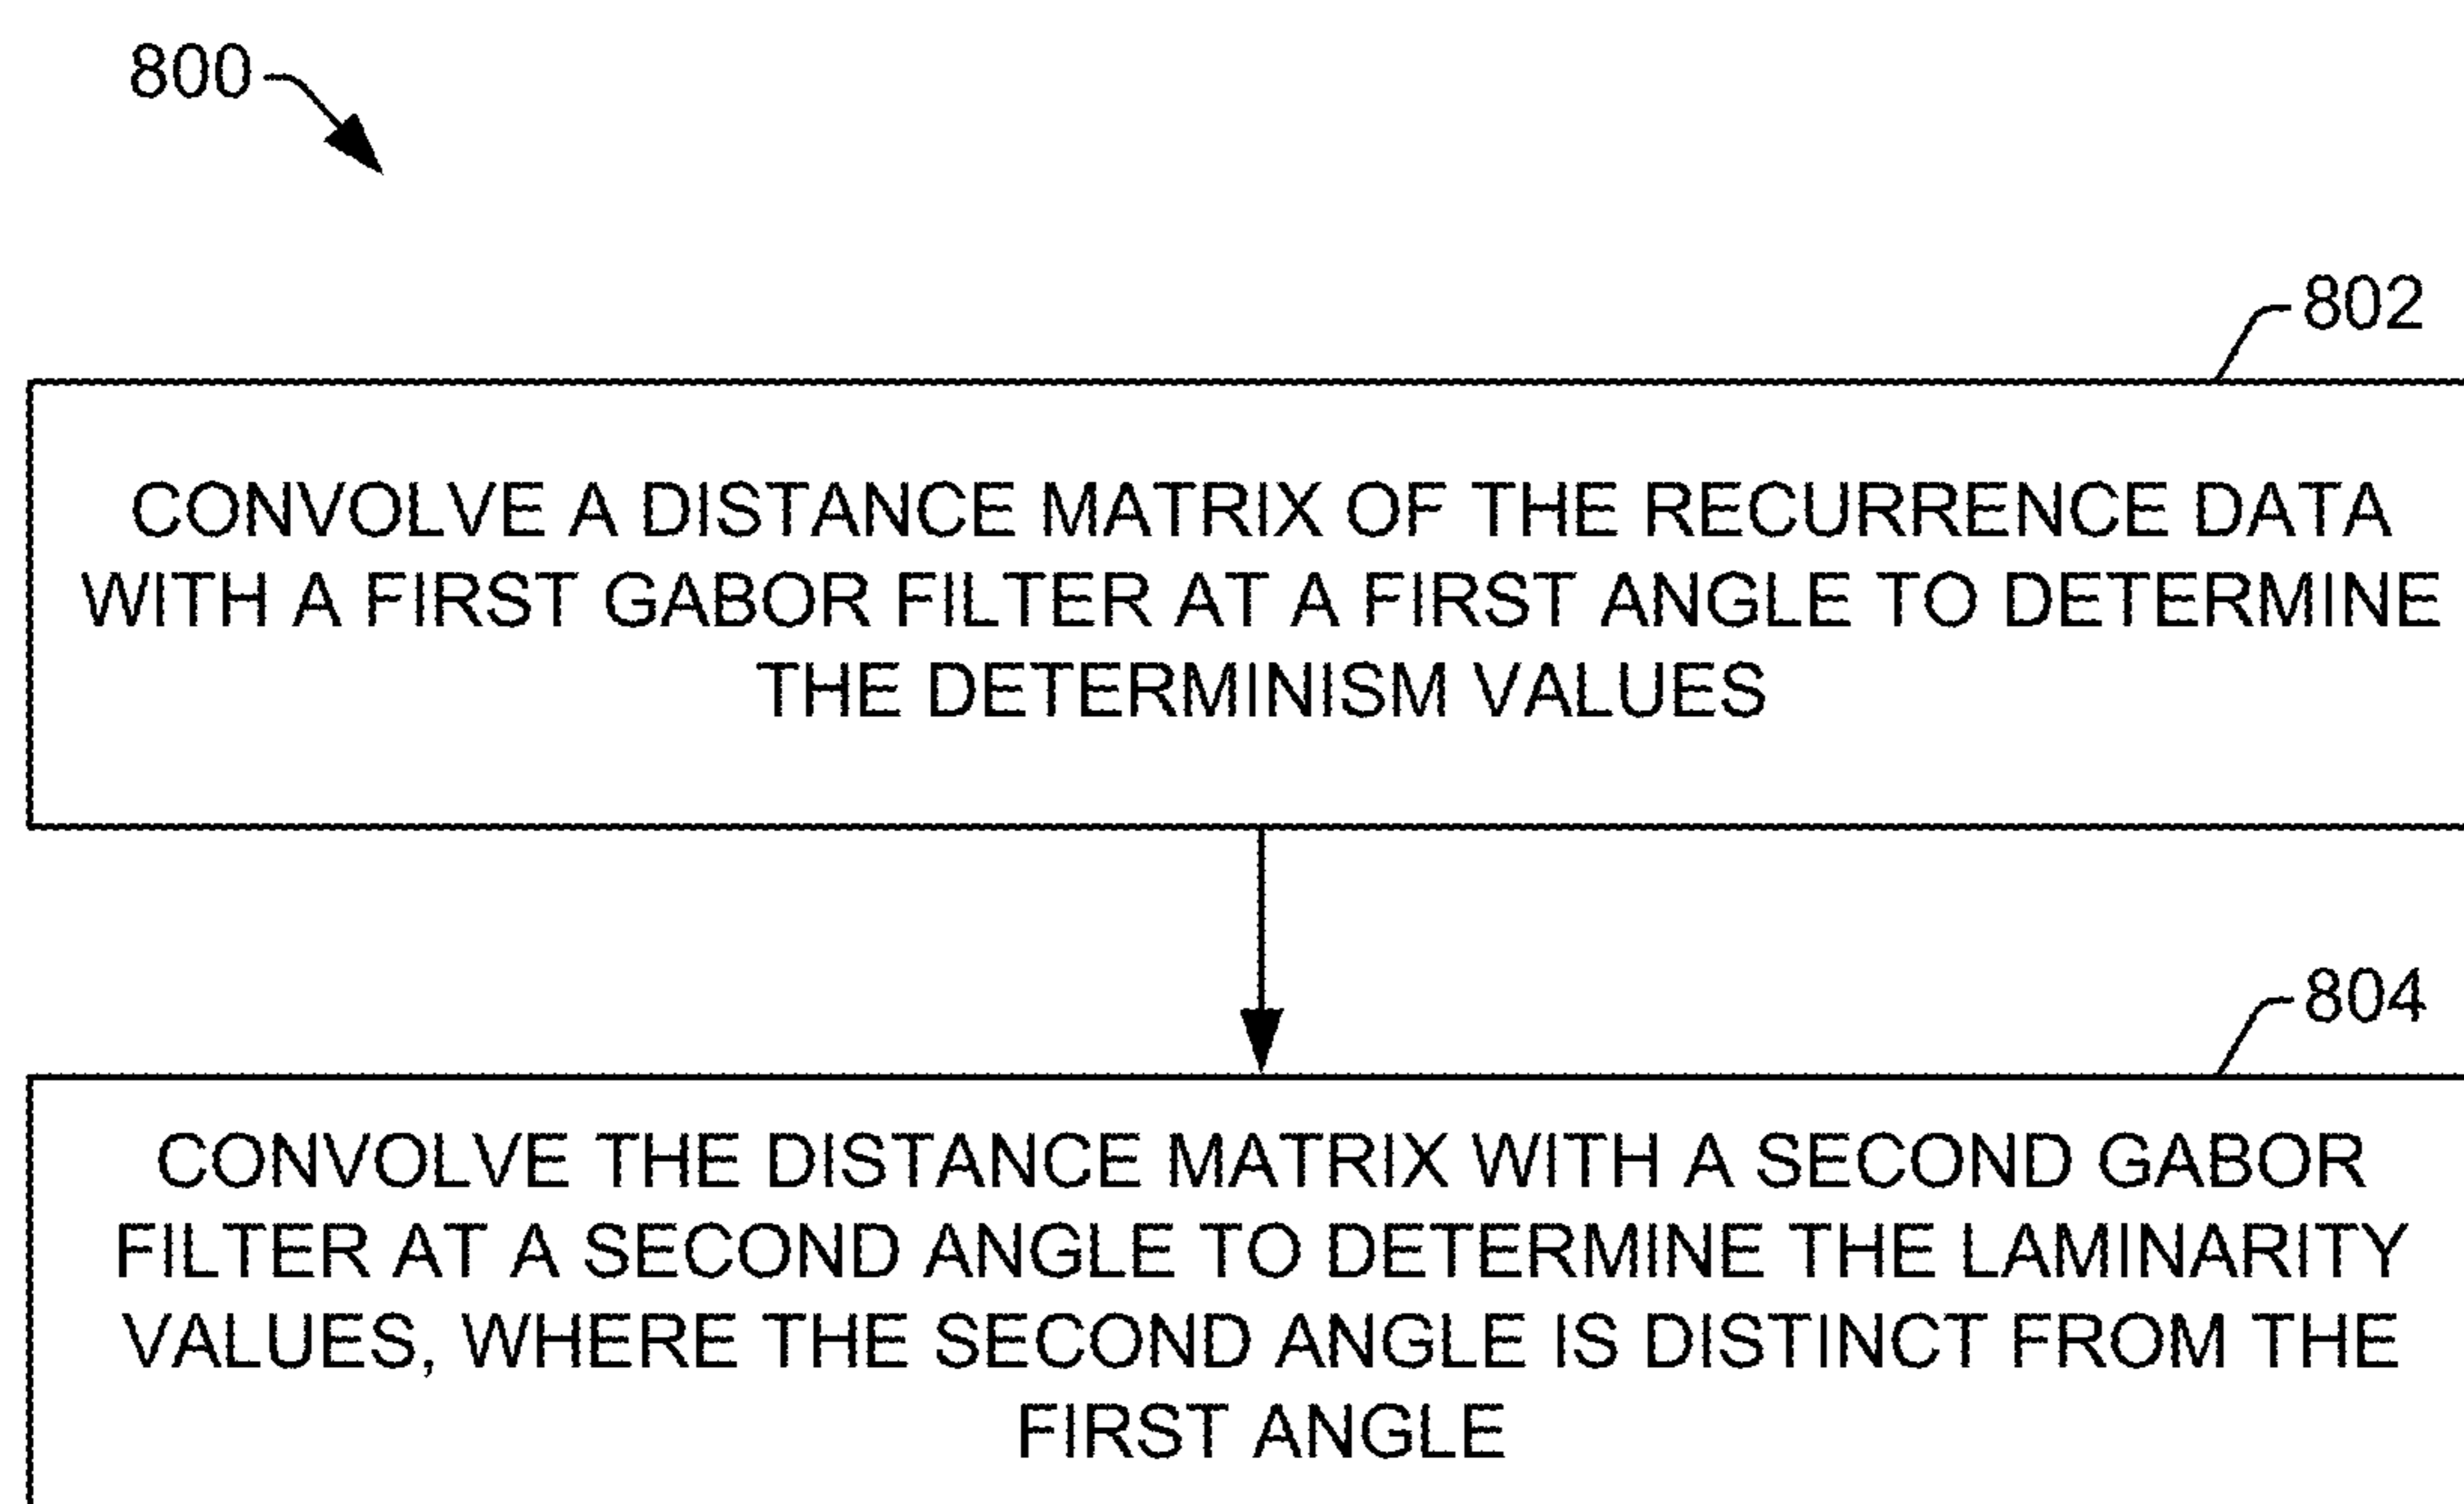 800
802
CONVOLVE A DISTANCE MATRIX OF THE RECURRENCE DATA
WITH A FIRST GABOR FILTER AT A FIRST ANGLE TO DETERMINE
THE DETERMINISM VALUES
804
CONVOLVE THE DISTANCE MATRIX WITH A SECOND GABOR
FILTER AT A SECOND ANGLE TO DETERMINE THE LAMINARITY
VALUES, WHERE THE SECOND ANGLE IS DISTINCT FROM THE
FIRST ANGLE